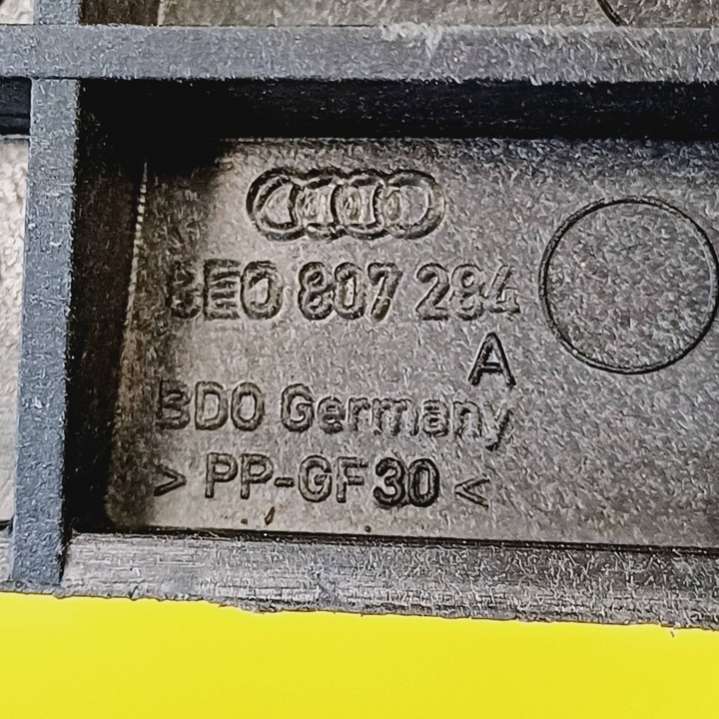 8E0 807 284
A
BDO Germany
> PP-GF30 <